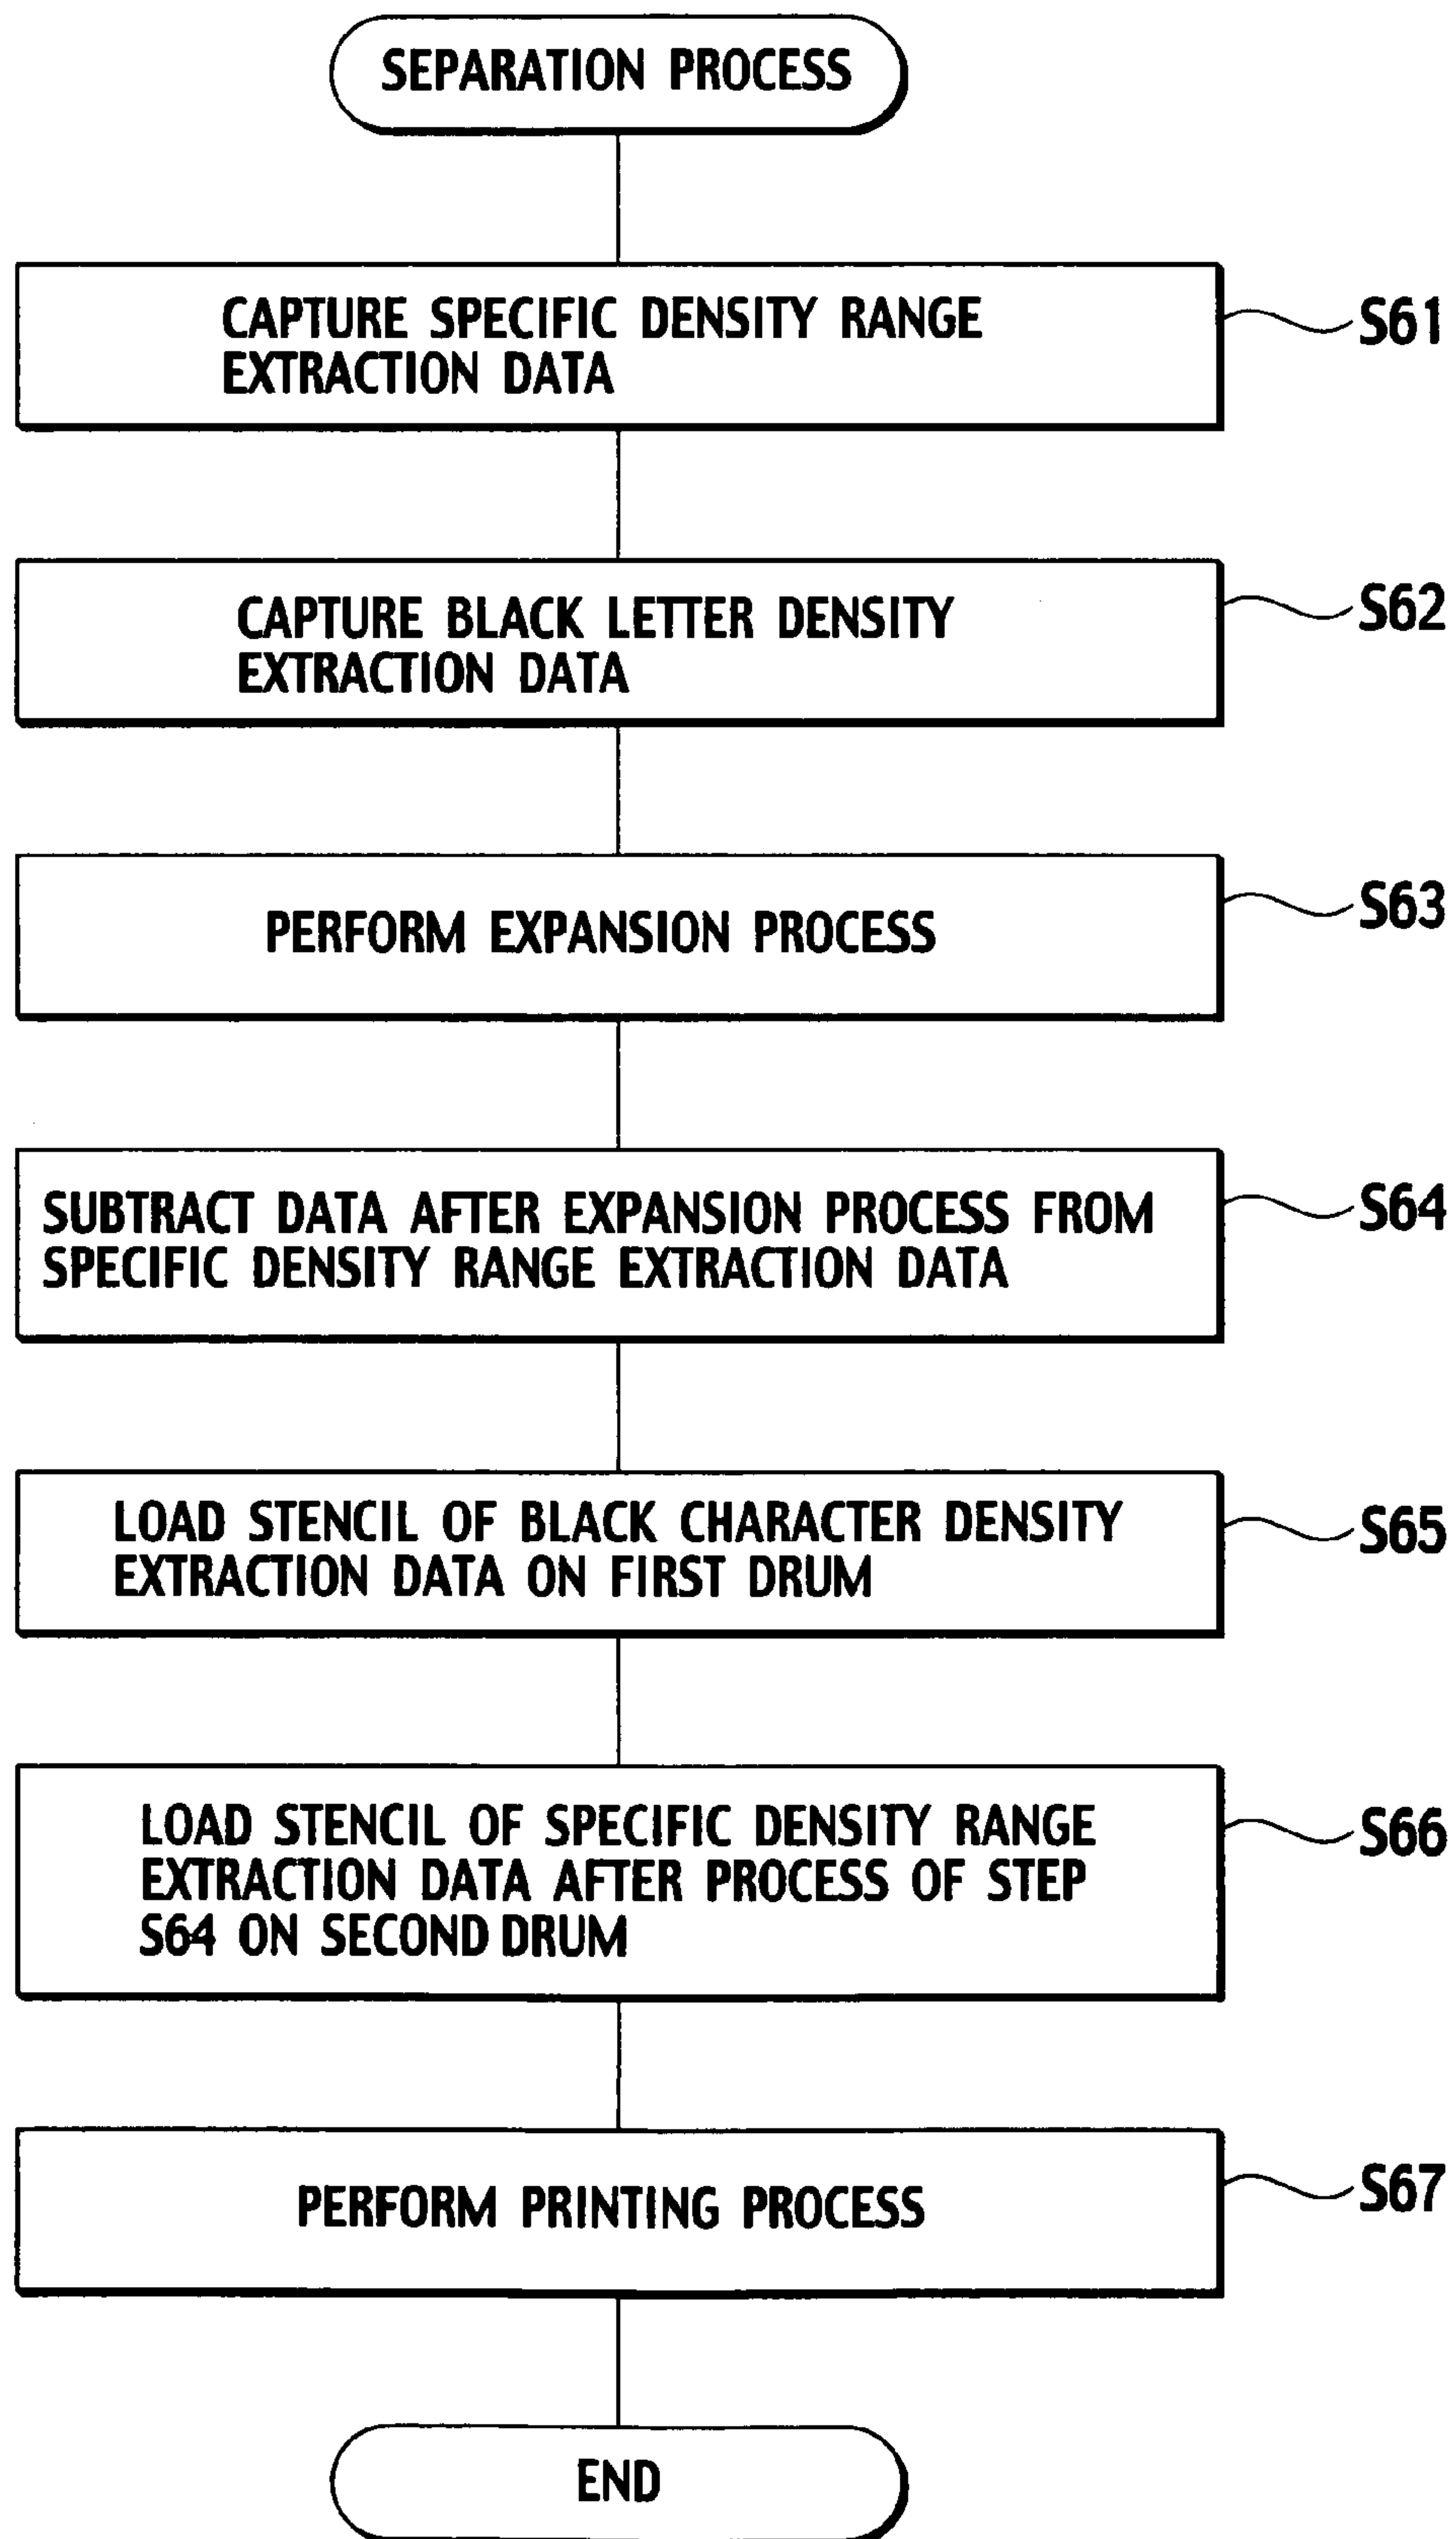 SEPARATION PROCESS
CAPTURE SPECIFIC DENSITY RANGE
EXTRACTION DATA
S61
CAPTURE BLACK LETTER DENSITY
EXTRACTION DATA
S62
PERFORM EXPANSION PROCESS
S63
SUBTRACT DATA AFTER EXPANSION PROCESS FROM
SPECIFIC DENSITY RANGE EXTRACTION DATA
S64
LOAD STENCIL OF BLACK CHARACTER DENSITY
EXTRACTION DATA ON FIRST DRUM
S65
LOAD STENCIL OF SPECIFIC DENSITY RANGE
EXTRACTION DATA AFTER PROCESS OF STEP
S64 ON SECOND DRUM
S66
PERFORM PRINTING PROCESS
S67
END